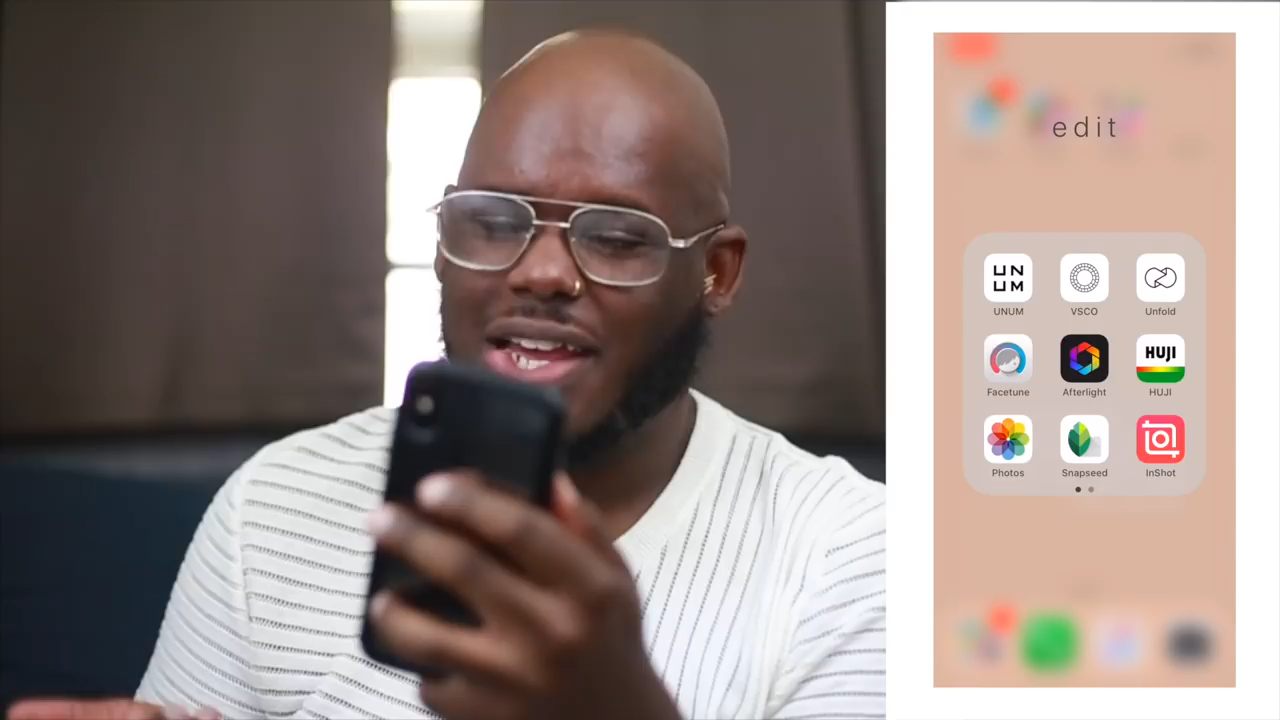 edit
UN
UM
UNUM
VSCO
Unfold
HUJI
Facetune
Afterlight
HUJI
Photos
Snapseed
InShot